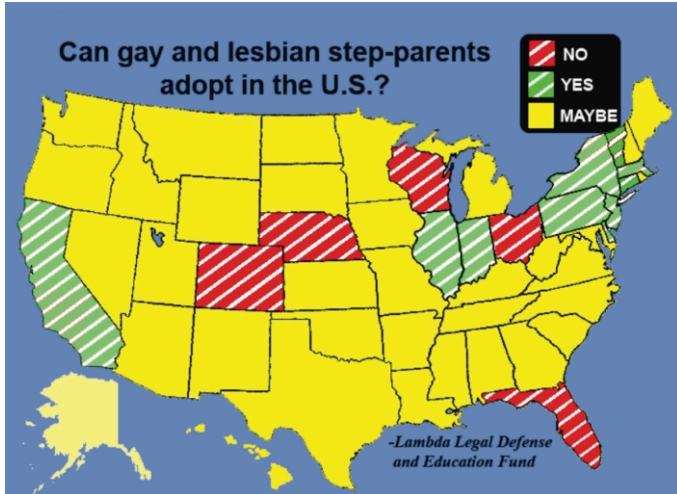 Can gay and lesbian step-parents
adopt in the U.S.?
NO
YES
MAYBE
-Lambda Legal Defense
and Education Fund